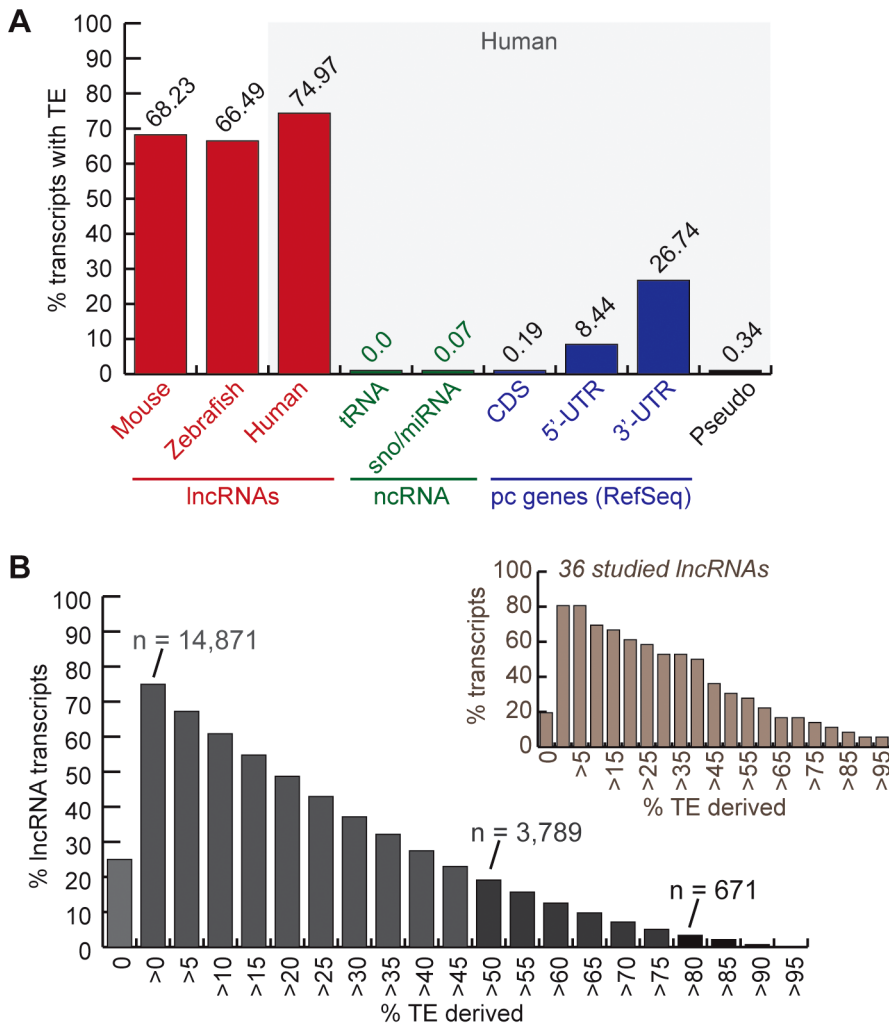 A
% transcripts with TE
100
90
80
70
60
50
40
30
20
10
0
Human
68.23
66.49
74.97
0.0
0.07
0.19
8.44
26.74
0.34
Mouse
Zebrafish
Human
tRNA
sno/miRNA
CDS
5'-UTR
3'-UTR
Pseudo
lncRNAs
ncRNA
pc genes (RefSeq)
B
% lncRNA transcripts
100
90
80
70
60
50
40
30
20
10
0
n = 14,871
n = 3,789
n = 671
0
>0
>5
>10
>15
>20
>25
>30
>35
>40
>45
>50
>55
>60
>65
>70
>75
>80
>85
>90
>95
% TE derived
36 studied lncRNAs
% transcripts
100
80
60
40
20
0
0
>5
>15
>25
>35
>45
>55
>65
>75
>85
>95
% TE derived